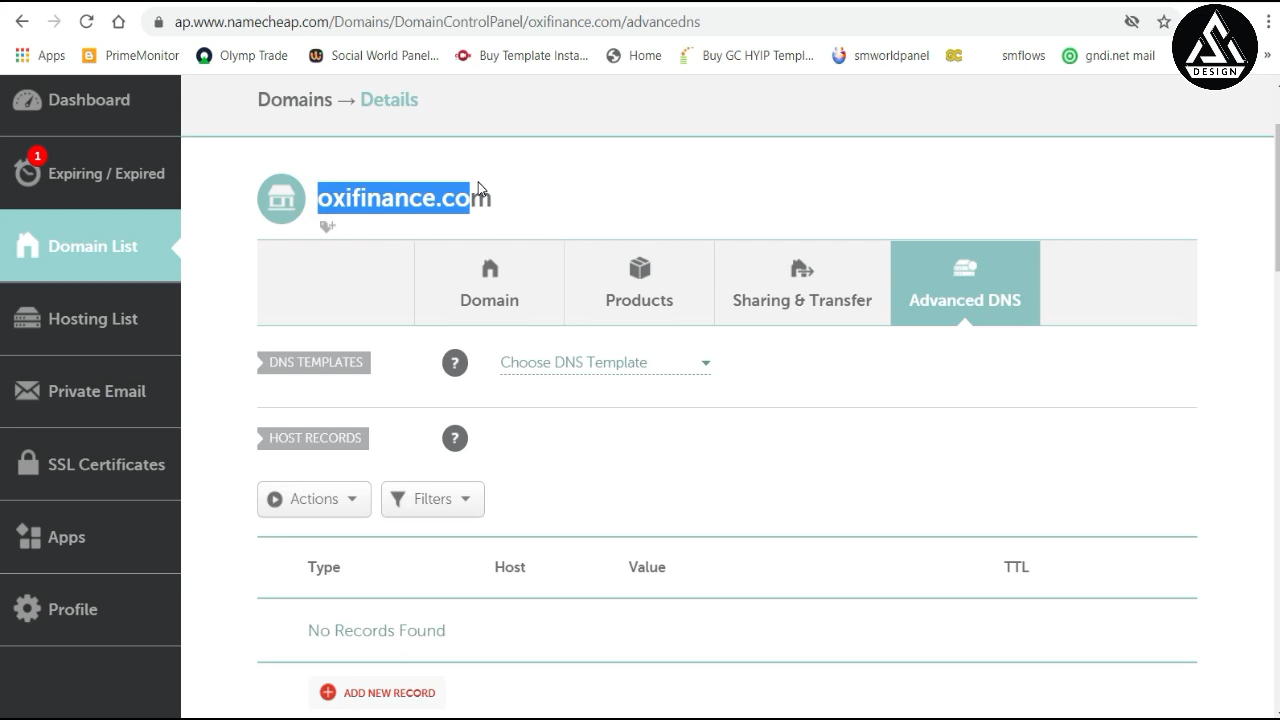 ap.www.namecheap.com/Domains/DomainControlPanel/oxifinance.com/advancedns
Apps PrimeMonitor Olymp Trade Social World Panel... Buy Template Insta... Home Buy GC HYIP Templ... smworldpanel GC smflows gndi.net mail »
DESIGN
Dashboard
1
Expiring / Expired
Domain List
Hosting List
Private Email
SSL Certificates
Apps
Profile
Domains → Details
oxifinance.com
Domain Products Sharing & Transfer Advanced DNS
DNS TEMPLATES ? Choose DNS Template
HOST RECORDS ?
Actions Filters
Type Host Value TTL
No Records Found
ADD NEW RECORD